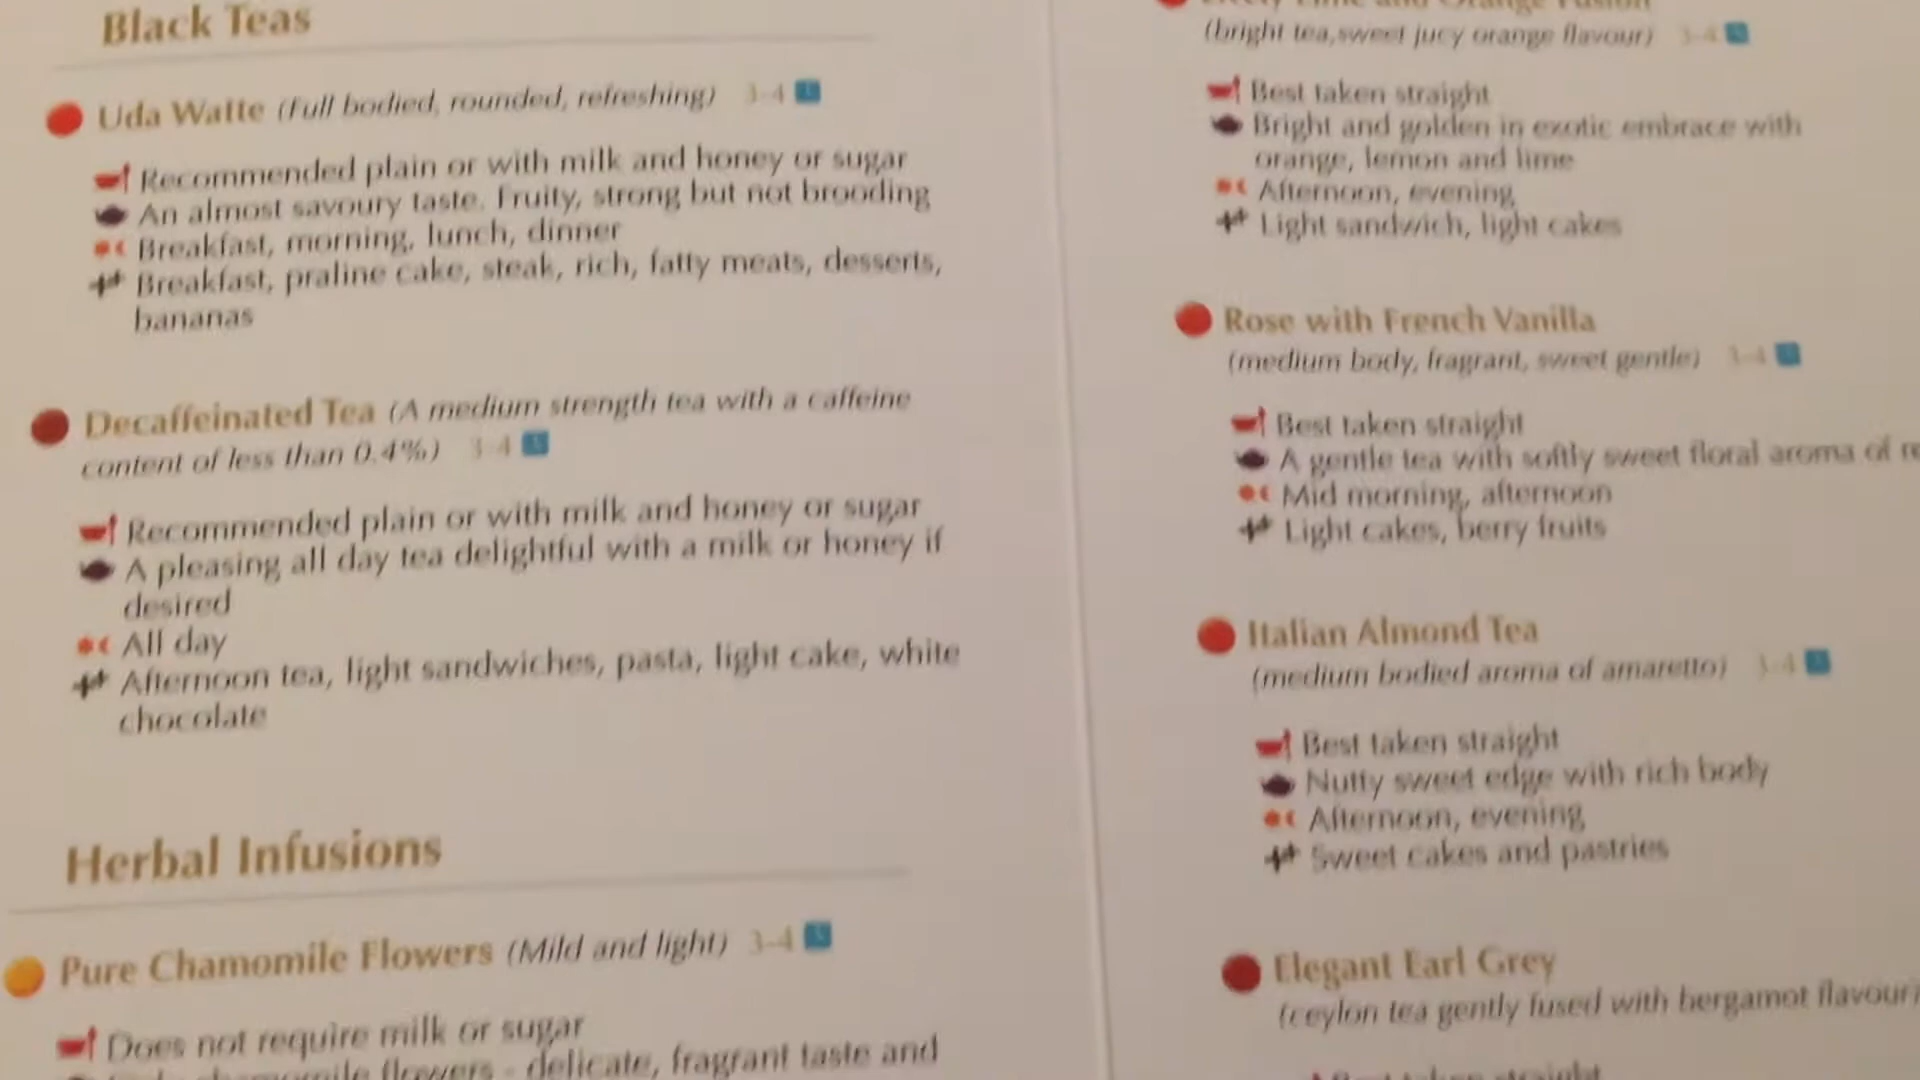 Black Teas
Uda Watte (Full bodied, rounded, refreshing) 3-4
Recommended plain or with milk and honey or sugar
An almost savoury taste. Fruity, strong but not brooding
Breakfast, morning, lunch, dinner
Breakfast, praline cake, steak, rich, fatty meats, desserts,
bananas
Decaffeinated Tea (A medium strength tea with a caffeine
content of less than 0.4%) 3-4
Recommended plain or with milk and honey or sugar
A pleasing all day tea delightful with a milk or honey if
desired
All day
Afternoon tea, light sandwiches, pasta, light cake, white
chocolate
Herbal Infusions
Pure Chamomile Flowers (Mild and light) 3-4
Does not require milk or sugar
chamomile flowers - delicate, fragrant taste and
Lime and Orange Fusion
(bright tea,sweet jucy orange flavour) 3-4
Best taken straight
Bright and golden in exotic embrace with
orange, lemon and lime
Afternoon, evening
Light sandwich, light cakes
Rose with French Vanilla
(medium body, fragrant, sweet gentle) 3-4
Best taken straight
A gentle tea with softly sweet floral aroma of
Mid morning, afternoon
Light cakes, berry fruits
Italian Almond Tea
(medium bodied aroma of amaretto) 3-4
Best taken straight
Nutty sweet edge with rich body
Afternoon, evening
Sweet cakes and pastries
Elegant Earl Grey
(ceylon tea gently fused with bergamot flavour)
Best taken straight